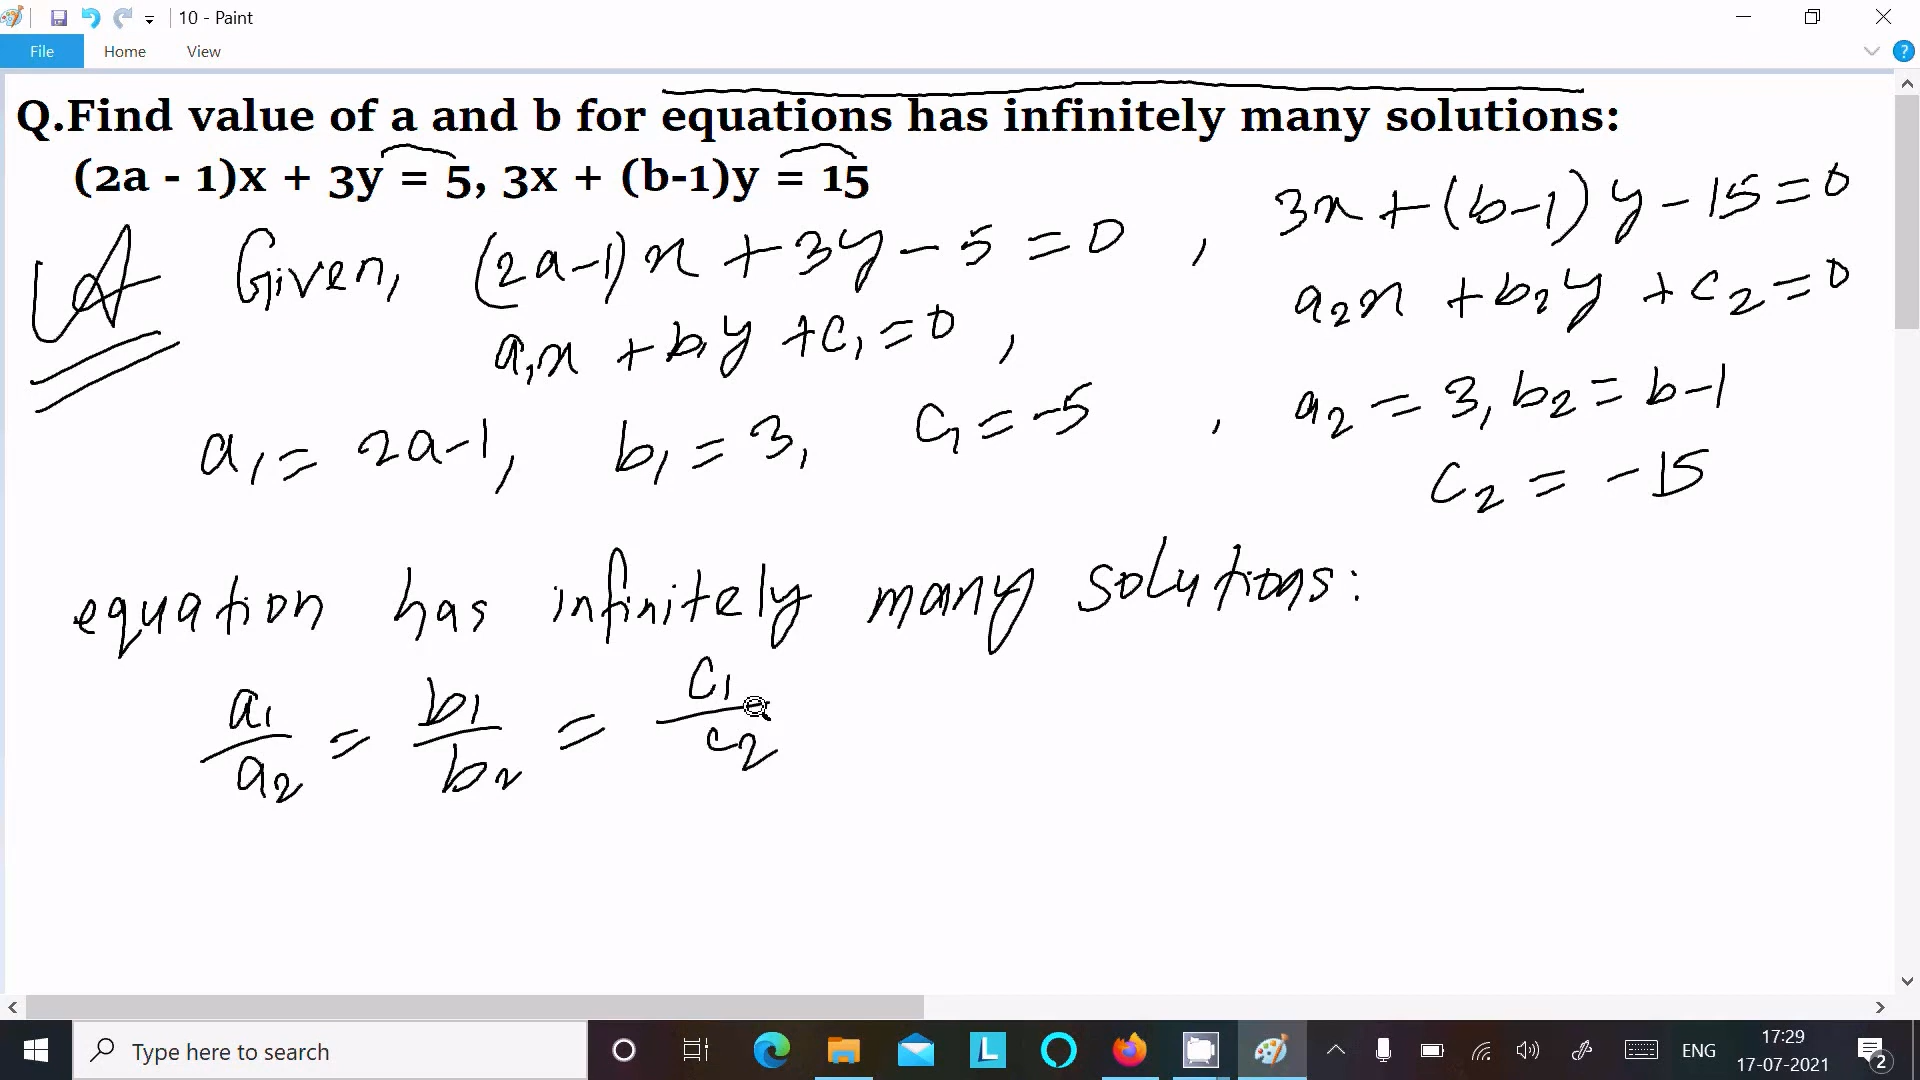 10 - Paint
File Home View
Q.Find value of a and b for equations has infinitely many solutions:
(2a - 1)x + 3y = 5, 3x + (b-1)y = 15
Given, (2a-1)x + 3y - 5 = 0 , 3x + (b-1)y - 15 = 0
a₁x + b₁y + c₁ = 0 , a₂x + b₂y + c₂ = 0
a₁ = 2a-1, b₁ = 3, c₁ = -5 , a₂ = 3, b₂ = b-1
c₂ = -15
equation has infinitely many solutions:
a₁/a₂ = b₁/b₂ = c₁/c₂
Type here to search
L
ENG
17:29
17-07-2021
2